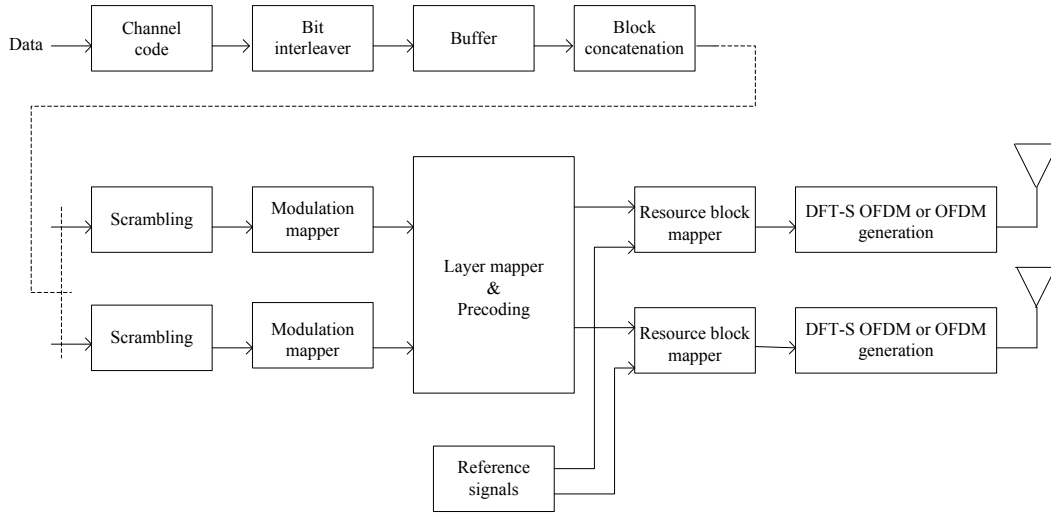 Data
Channel
code
Bit
interleaver
Buffer
Block
concatenation
Scrambling
Modulation
mapper
Layer mapper
&
Precoding
Resource block
mapper
DFT-S OFDM or OFDM
generation
Scrambling
Modulation
mapper
Resource block
mapper
DFT-S OFDM or OFDM
generation
Reference
signals